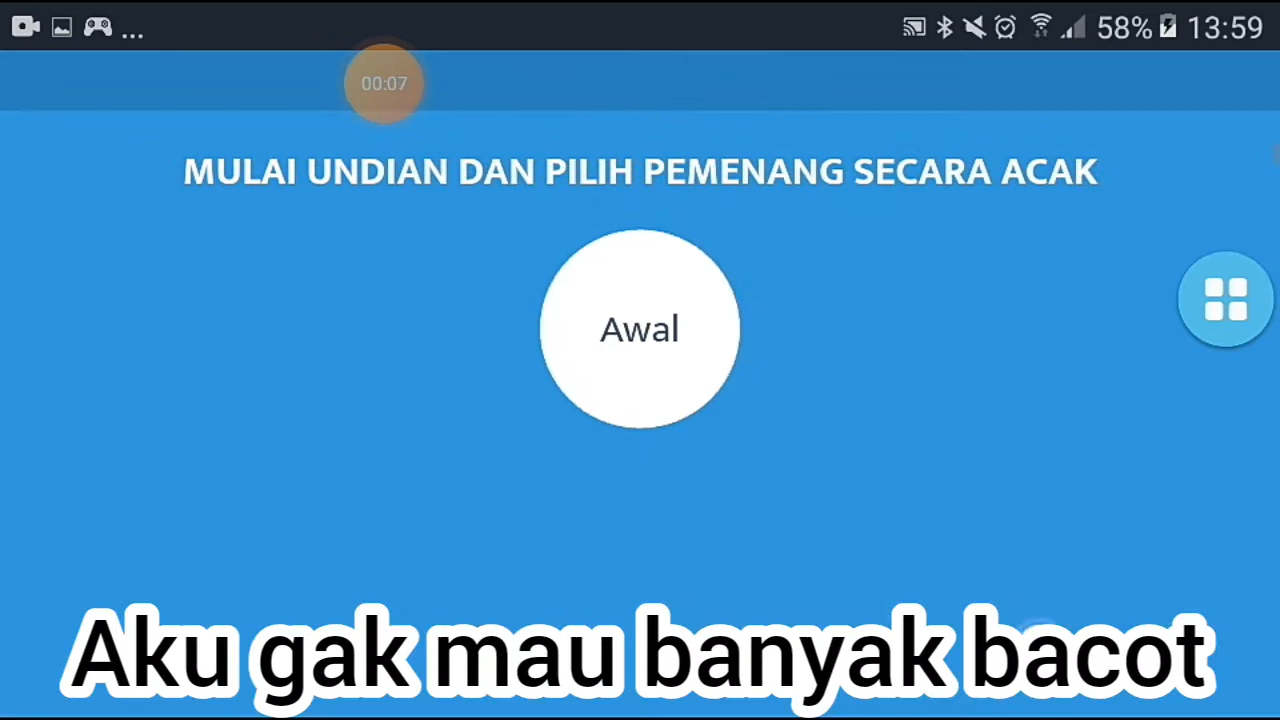 ... 58% 13:59
00:07
MULAI UNDIAN DAN PILIH PEMENANG SECARA ACAK
Awal
Aku gak mau banyak bacot